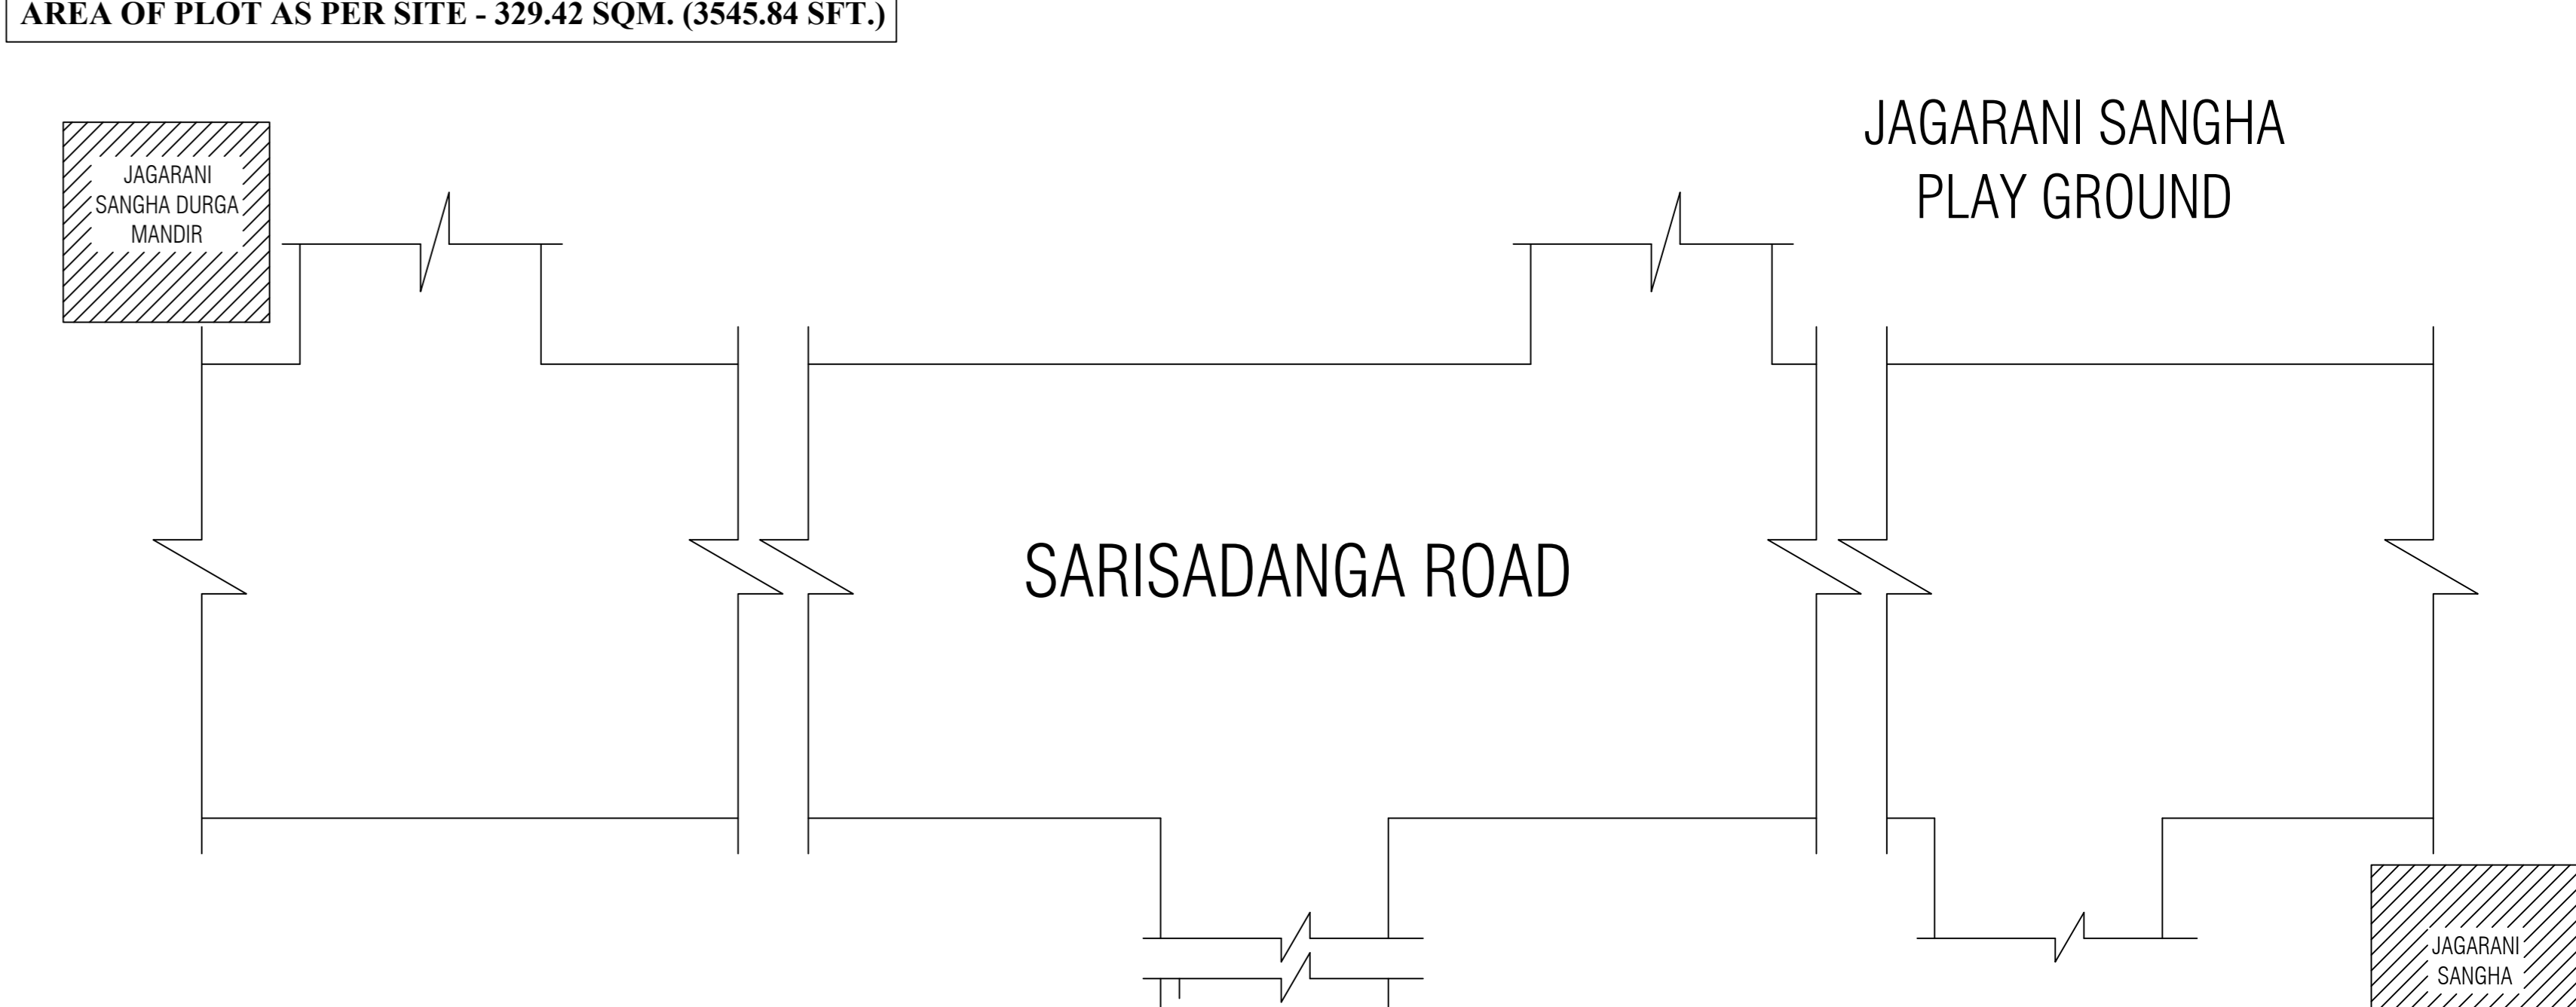 AREA OF PLOT AS PER SITE - 329.42 SQM. (3545.84 SFT.)
JAGARANI SANGHA
PLAY GROUND
JAGARANI
SANGHA DURGA
MANDIR
SARISADANGA ROAD
JAGARANI
SANGHA